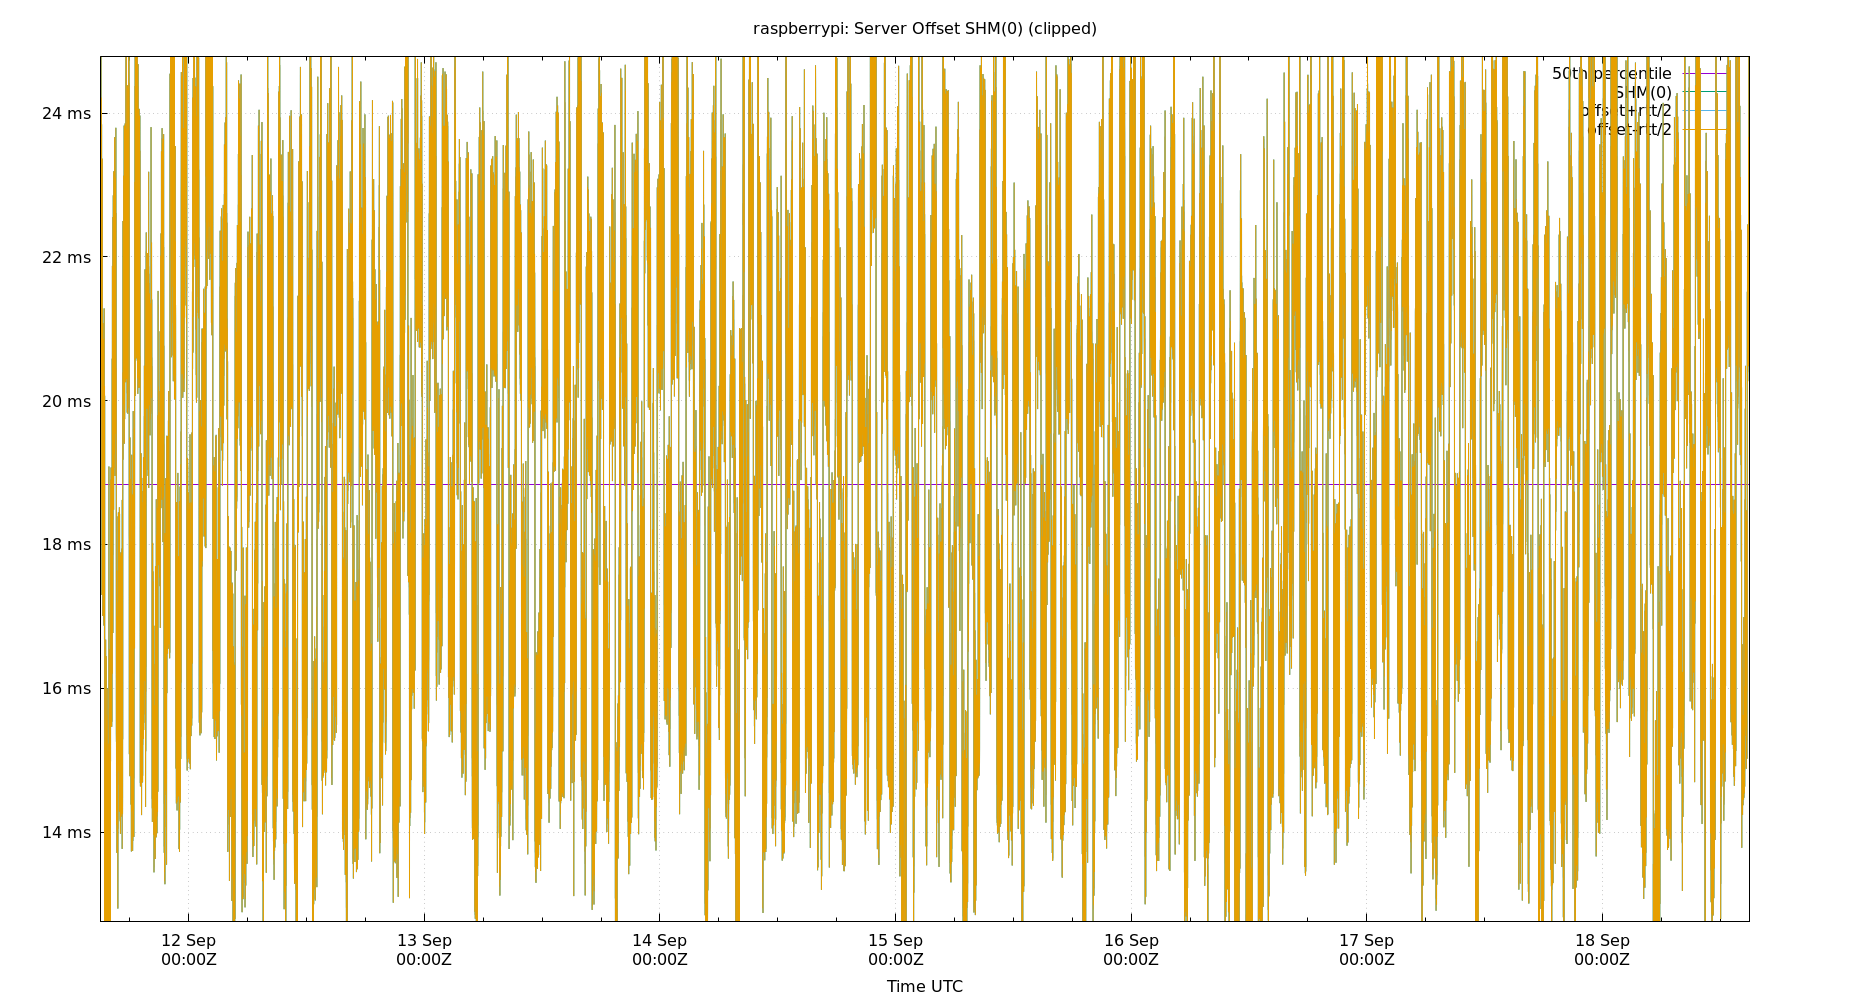 raspberrypi: Server Offset SHM(0) (clipped)
50th percentile
SHM(0)
offset+rtt/2
offset-rtt/2
24 ms
22 ms
20 ms
18 ms
16 ms
14 ms
12 Sep
00:00Z
13 Sep
00:00Z
14 Sep
00:00Z
15 Sep
00:00Z
16 Sep
00:00Z
17 Sep
00:00Z
18 Sep
00:00Z
Time UTC